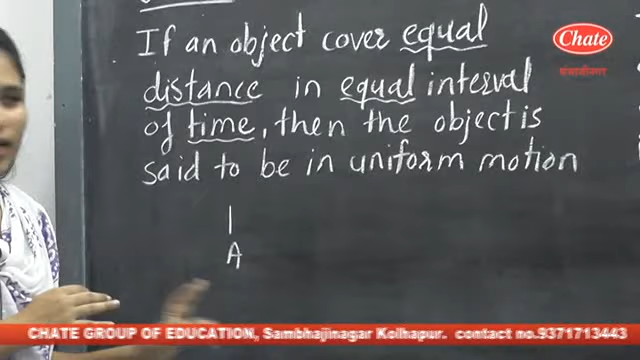 If an object cover equal
distance in equal interval
of time, then the object is
said to be in uniform motion
A
Chate
CHATE GROUP OF EDUCATION, Sambhajinagar Kolhapur. contact no.9371713443